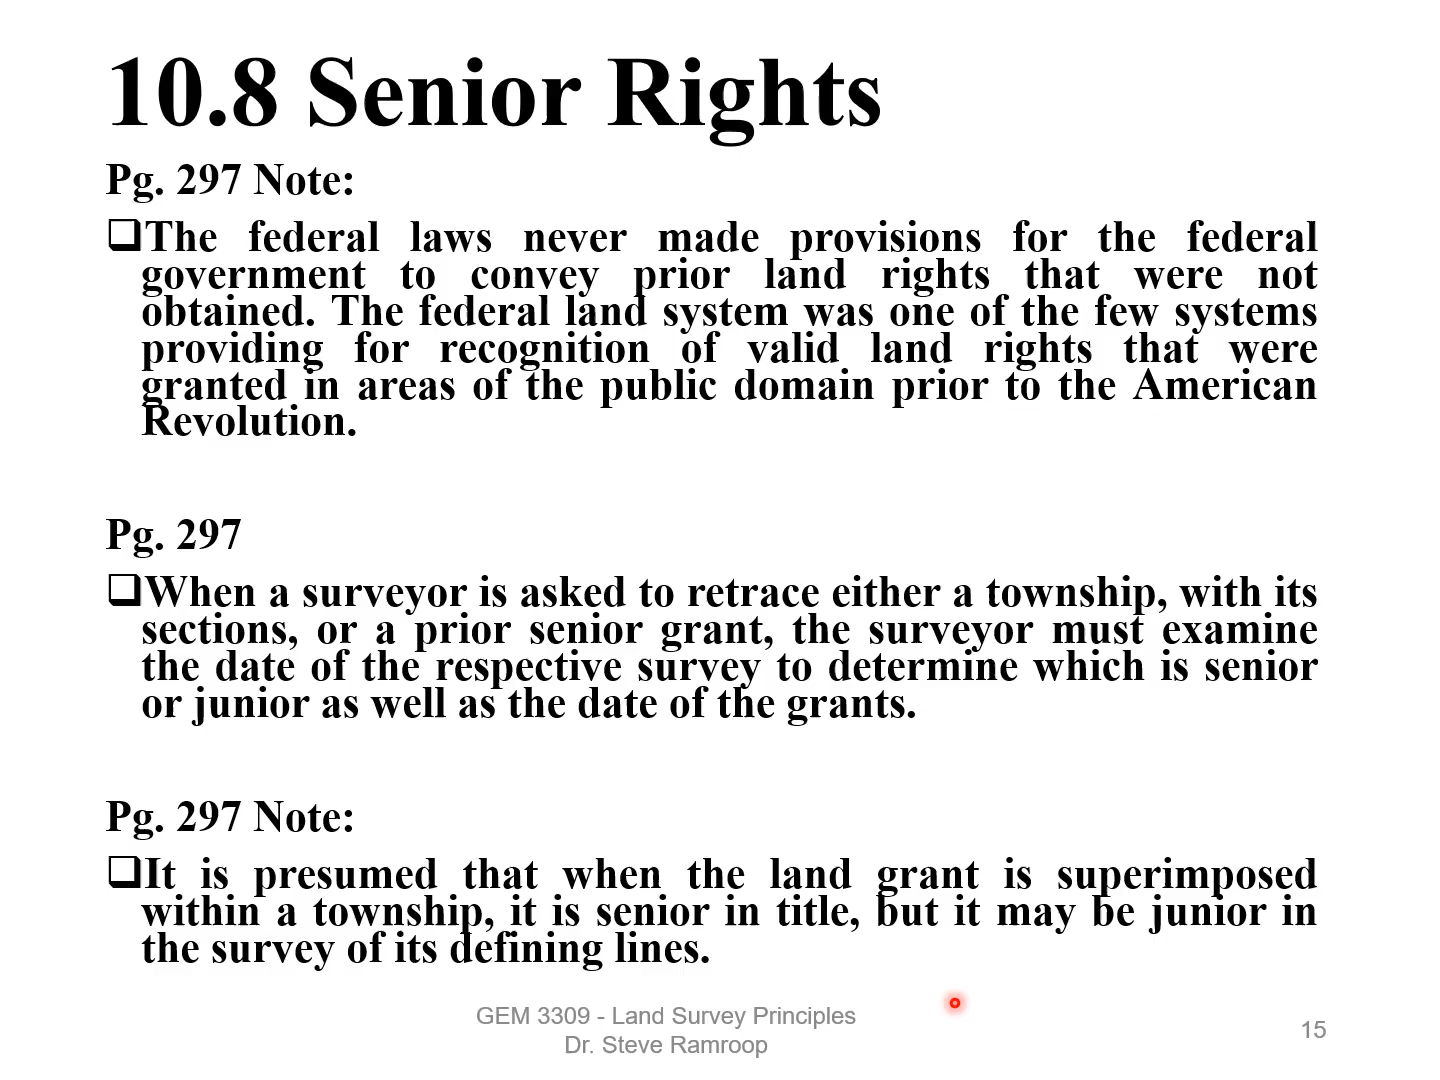 10.8 Senior Rights
Pg. 297 Note:
The federal laws never made provisions for the federal
government to convey prior land rights that were not
obtained. The federal land system was one of the few systems
providing for recognition of valid land rights that were
granted in areas of the public domain prior to the American
Revolution.
Pg. 297
When a surveyor is asked to retrace either a township, with its
sections, or a prior senior grant, the surveyor must examine
the date of the respective survey to determine which is senior
or junior as well as the date of the grants.
Pg. 297 Note:
It is presumed that when the land grant is superimposed
within a township, it is senior in title, but it may be junior in
the survey of its defining lines.
GEM 3309 - Land Survey Principles
Dr. Steve Ramroop
15